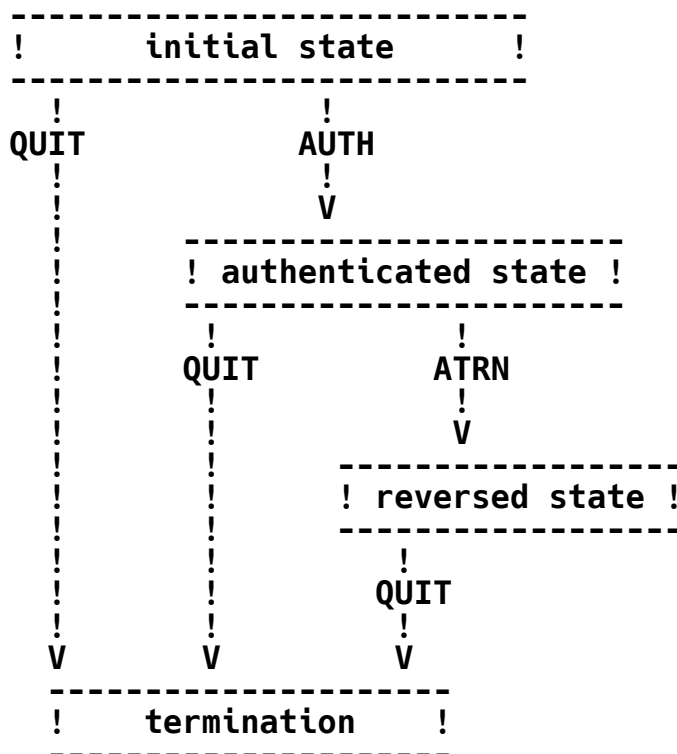 ---------------------------
!      initial state      !
---------------------------
  !             !
QUIT           AUTH
  !             !
  !             V
  !      -----------------------
  !      ! authenticated state !
  !      -----------------------
  !       !            !
  !      QUIT         ATRN
  !       !            !
  !       !            V
  !       !      ------------------
  !       !      ! reversed state !
  !       !      ------------------
  !       !         !
  !       !        QUIT
  !       !         !
  V       V         V
  ---------------------
  !    termination    !
  ---------------------